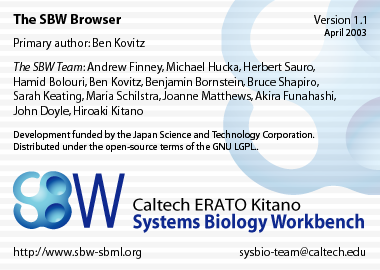 The SBW Browser
Version 1.1
April 2003
Primary author: Ben Kovitz
The SBW Team: Andrew Finney, Michael Hucka, Herbert Sauro,
Hamid Bolouri, Ben Kovitz, Benjamin Bornstein, Bruce Shapiro,
Sarah Keating, Maria Schilstra, Joanne Matthews, Akira Funahashi,
John Doyle, Hiroaki Kitano
Development funded by the Japan Science and Technology Corporation.
Distributed under the open-source terms of the GNU LGPL..
SBW
Caltech ERATO Kitano
Systems Biology Workbench
http://www.sbw-sbml.org
sysbio-team@caltech.edu